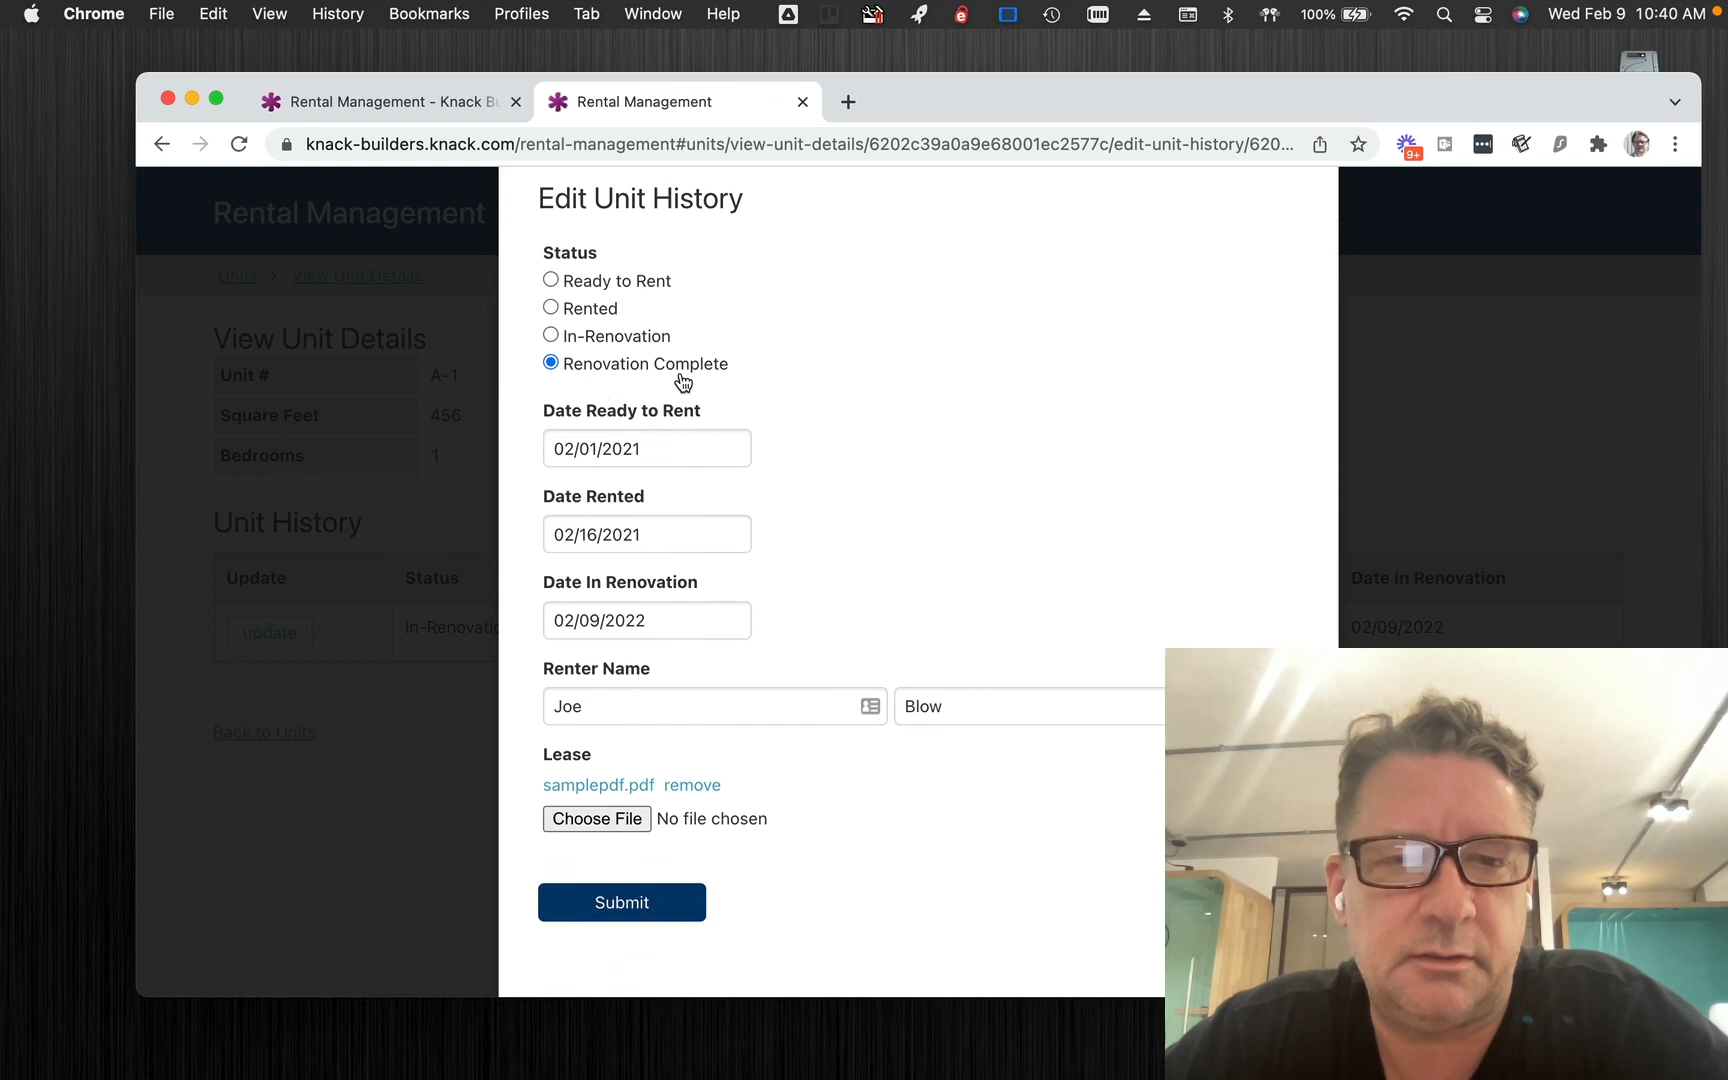 Chrome File Edit View History Bookmarks Profiles Tab Window Help 100% Wed Feb 9 10:40 AM
Rental Management - Knack Bu
Rental Management
knack-builders.knack.com/rental-management#units/view-unit-details/6202c39a0a9e68001ec2577c/edit-unit-history/620...
9+
Rental Management
Units > View Unit Details
View Unit Details
Unit # A-1
Square Feet 456
Bedrooms 1
Unit History
Update Status Date In Renovation
update In-Renovatio 02/09/2022
Back to Units
Edit Unit History
Status
Ready to Rent
Rented
In-Renovation
Renovation Complete
Date Ready to Rent
02/01/2021
Date Rented
02/16/2021
Date In Renovation
02/09/2022
Renter Name
Joe Blow
Lease
samplepdf.pdf remove
Choose File No file chosen
Submit